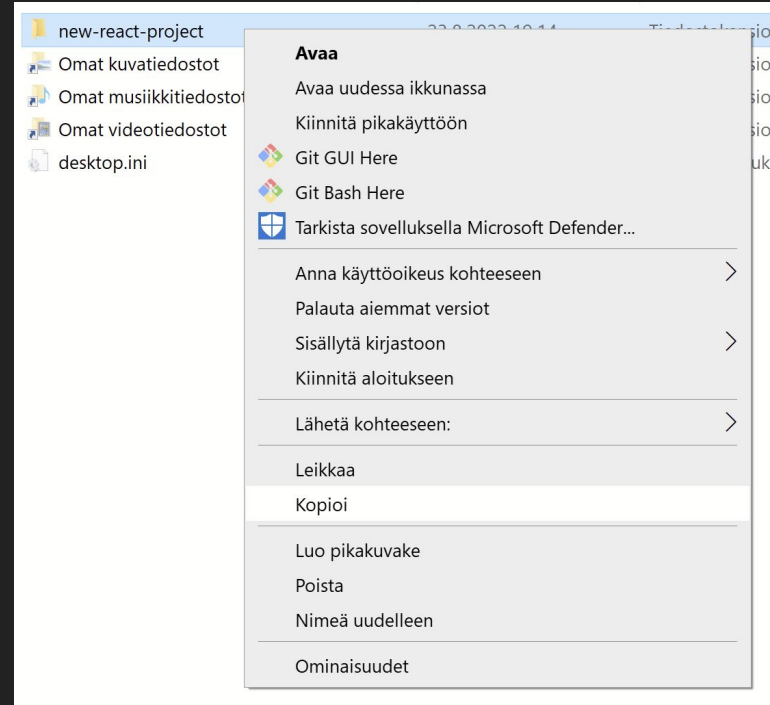 new-react-project
Avaa
Omat kuvatiedostot
Avaa uudessa ikkunassa
Omat musiikkitiedostot
Kiinnitä pikakäyttöön
Omat videotiedostot
Git GUI Here
desktop.ini
Git Bash Here
Tarkista sovelluksella Microsoft Defender...
Anna käyttöoikeus kohteeseen
Palauta aiemmat versiot
Sisällytä kirjastoon
Kiinnitä aloitukseen
Lähetä kohteeseen:
Leikkaa
Kopioi
Luo pikakuvake
Poista
Nimeä uudelleen
Ominaisuudet